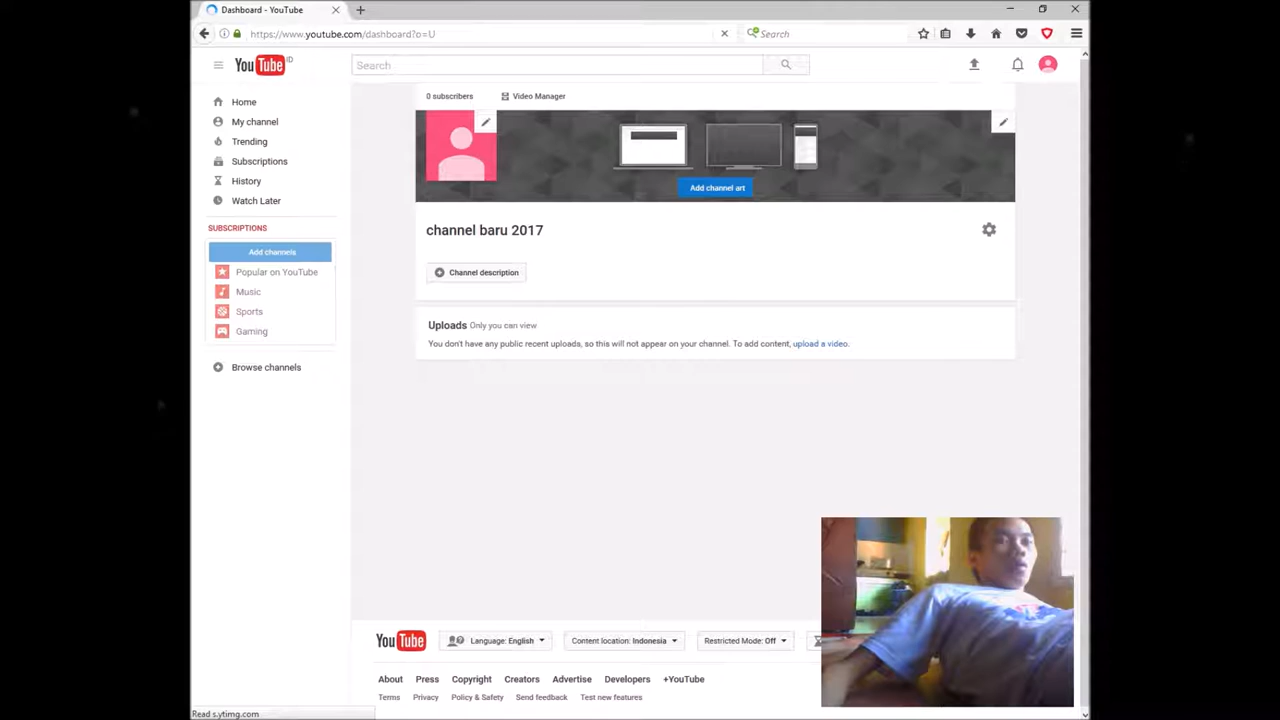 Dashboard - YouTube
https://www.youtube.com/dashboard?o=U
Search
YouTube ID
Search
Home
My channel
Trending
Subscriptions
History
Watch Later
SUBSCRIPTIONS
Add channels
Popular on YouTube
Music
Sports
Gaming
Browse channels
0 subscribers Video Manager
Add channel art
channel baru 2017
Channel description
Uploads Only you can view
You don't have any public recent uploads, so this will not appear on your channel. To add content, upload a video.
YouTube Language: English Content location: Indonesia Restricted Mode: Off
About Press Copyright Creators Advertise Developers +YouTube
Terms Privacy Policy & Safety Send feedback Test new features
Read s.ytimg.com